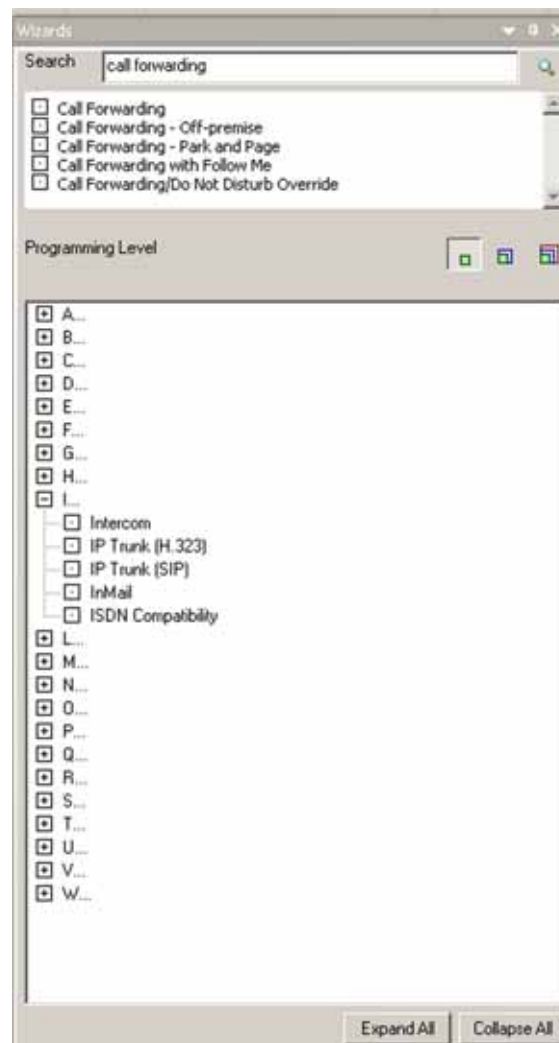 Wizards
Search call forwarding
Call Forwarding
Call Forwarding - Off-premise
Call Forwarding - Park and Page
Call Forwarding with Follow Me
Call Forwarding/Do Not Disturb Override
Programming Level
A...
B...
C...
D...
E...
F...
G...
H...
I...
Intercom
IP Trunk (H.323)
IP Trunk (SIP)
InMail
ISDN Compatibility
L...
M...
N...
O...
P...
Q...
R...
S...
T...
U...
V...
W...
Expand All Collapse All